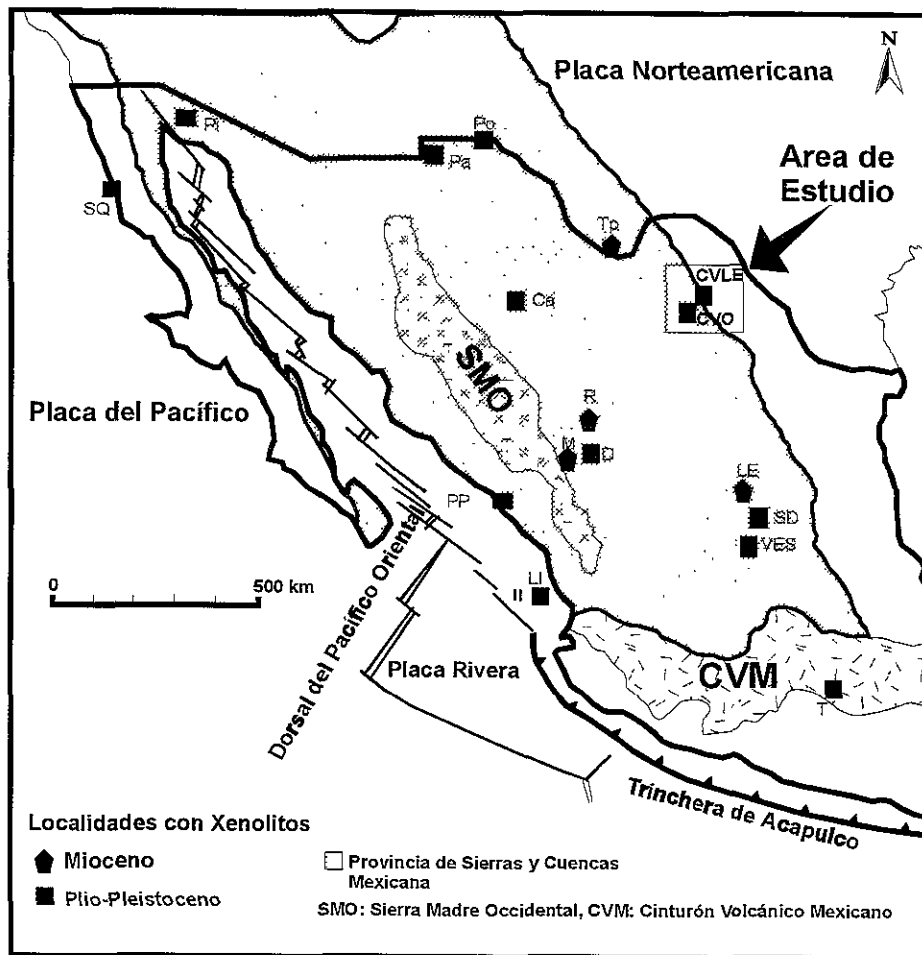 N
Placa Norteamericana
Pi
Po
Pa
Area de
Estudio
SQ
Tp
CVLE
CVO
Ca
SMO
Placa del Pacífico
R
M
D
LE
PP
SD
VES
0
500 km
LI
Dorsal del Pacífico Oriental
Placa Rivera
CVM
T
Trinchera de Acapulco
Localidades con Xenolitos
Mioceno
Plio-Pleistoceno
Provincia de Sierras y Cuencas
Mexicana
SMO: Sierra Madre Occidental, CVM: Cinturón Volcánico Mexicano